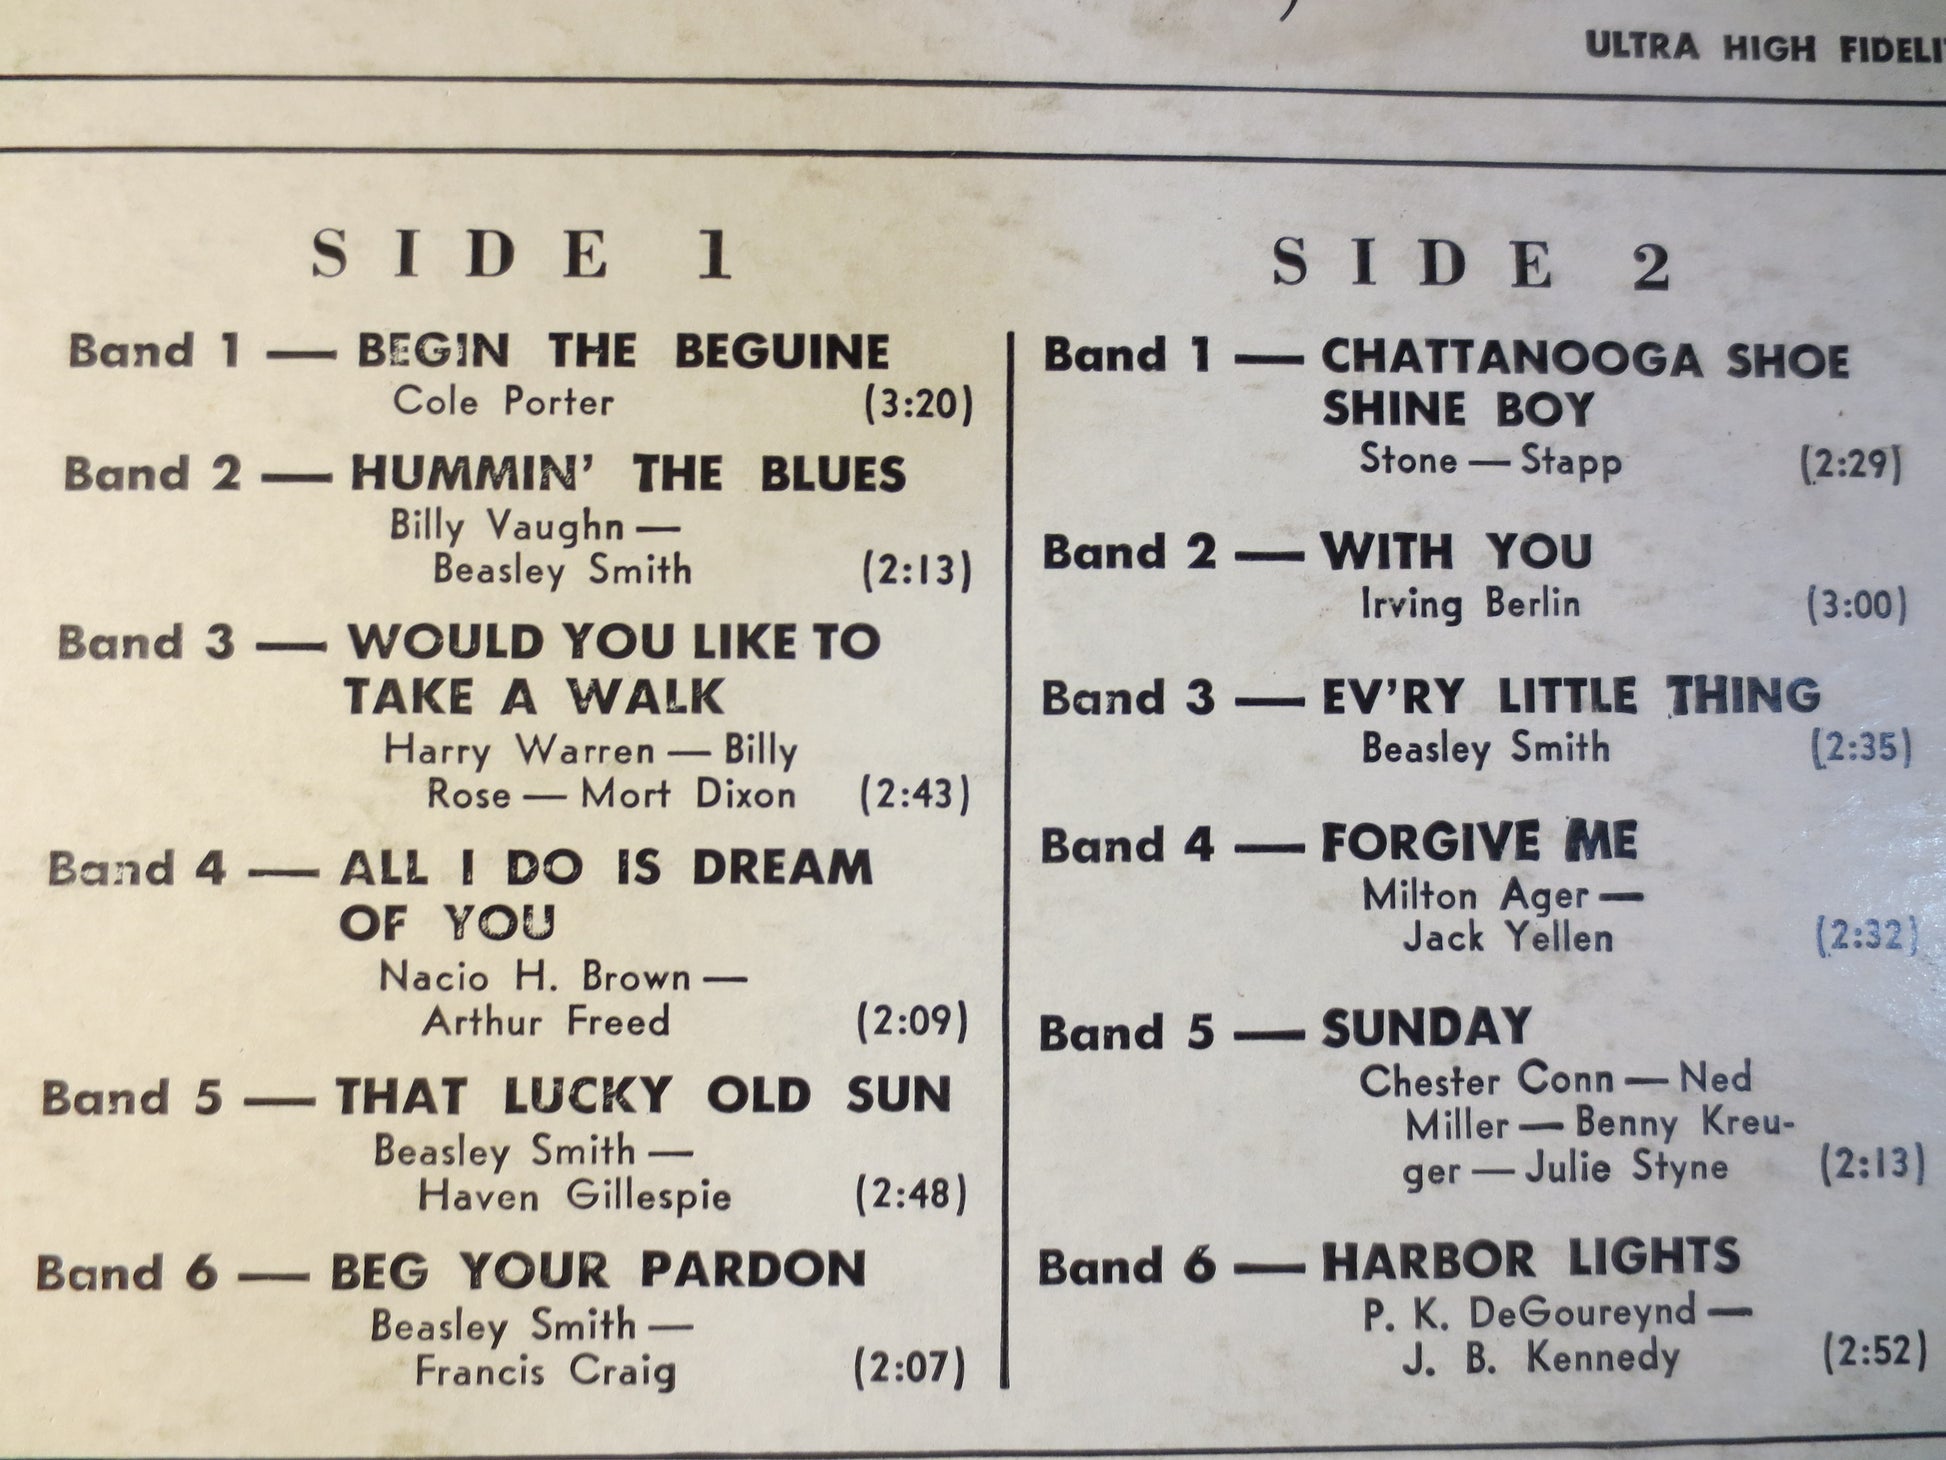 ULTRA HIGH
SIDE 1
Band 1 — BEGIN THE BEGUINE
Cole Porter (3:20)
Band 2 — HUMMIN' THE BLUES
Billy Vaughn —
Beasley Smith (2:13)
Band 3 — WOULD YOU LIKE TO
TAKE A WALK
Harry Warren — Billy
Rose — Mort Dixon (2:43)
Band 4 — ALL I DO IS DREAM
OF YOU
Nacio H. Brown —
Arthur Freed (2:09)
Band 5 — THAT LUCKY OLD SUN
Beasley Smith —
Haven Gillespie (2:48)
Band 6 — BEG YOUR PARDON
Beasley Smith —
Francis Craig (2:07)
SIDE 2
Band 1 — CHATTANOOGA SHOE
SHINE BOY
Stone — Stapp (2:29)
Band 2 — WITH YOU
Irving Berlin (3:00)
Band 3 — EV'RY LITTLE THING
Beasley Smith (2:35)
Band 4 — FORGIVE ME
Milton Ager —
Jack Yellen (2:32)
Band 5 — SUNDAY
Chester Conn — Ned
Miller — Benny Kreu-
ger — Julie Styne (2:13)
Band 6 — HARBOR LIGHTS
P. K. DeGoureynd —
J. B. Kennedy (2:52)